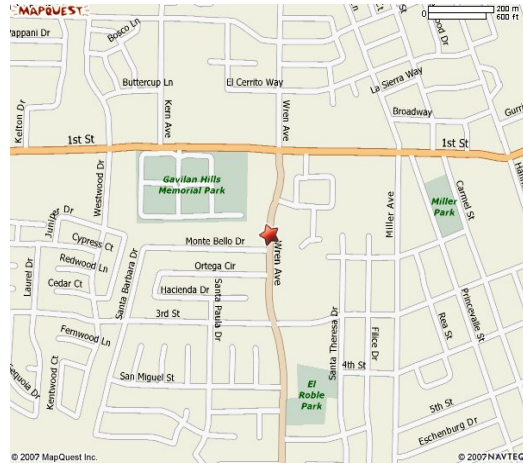 MAPQUEST
200 m
600 ft
Pappani Dr
Bosco Ln
Buttercup Ln
El Cerrito Way
La Sierra Way
Kelton Dr
Kern Ave
Wren Ave
Broadway
1st St
1st St
Westwood Dr
Gavilan Hills
Memorial Park
Miller Ave
Miller
Park
Carmel St
Juniper Dr
Cypress Ct
Monte Bello Dr
Wren Ave
Redwood Ln
Ortega Cir
Laurel Dr
Cedar Ct
Santa Barbara Dr
Hacienda Dr
Santa Paula Dr
3rd St
Santa Theresa Dr
Filice Dr
Rea St
Princevalle St
Fernwood Ln
Kentwood Ct
San Miguel St
4th St
El
Roble
Park
5th St
Eschenburg Dr
© 2007 MapQuest Inc.
© 2007 NAVTEQ